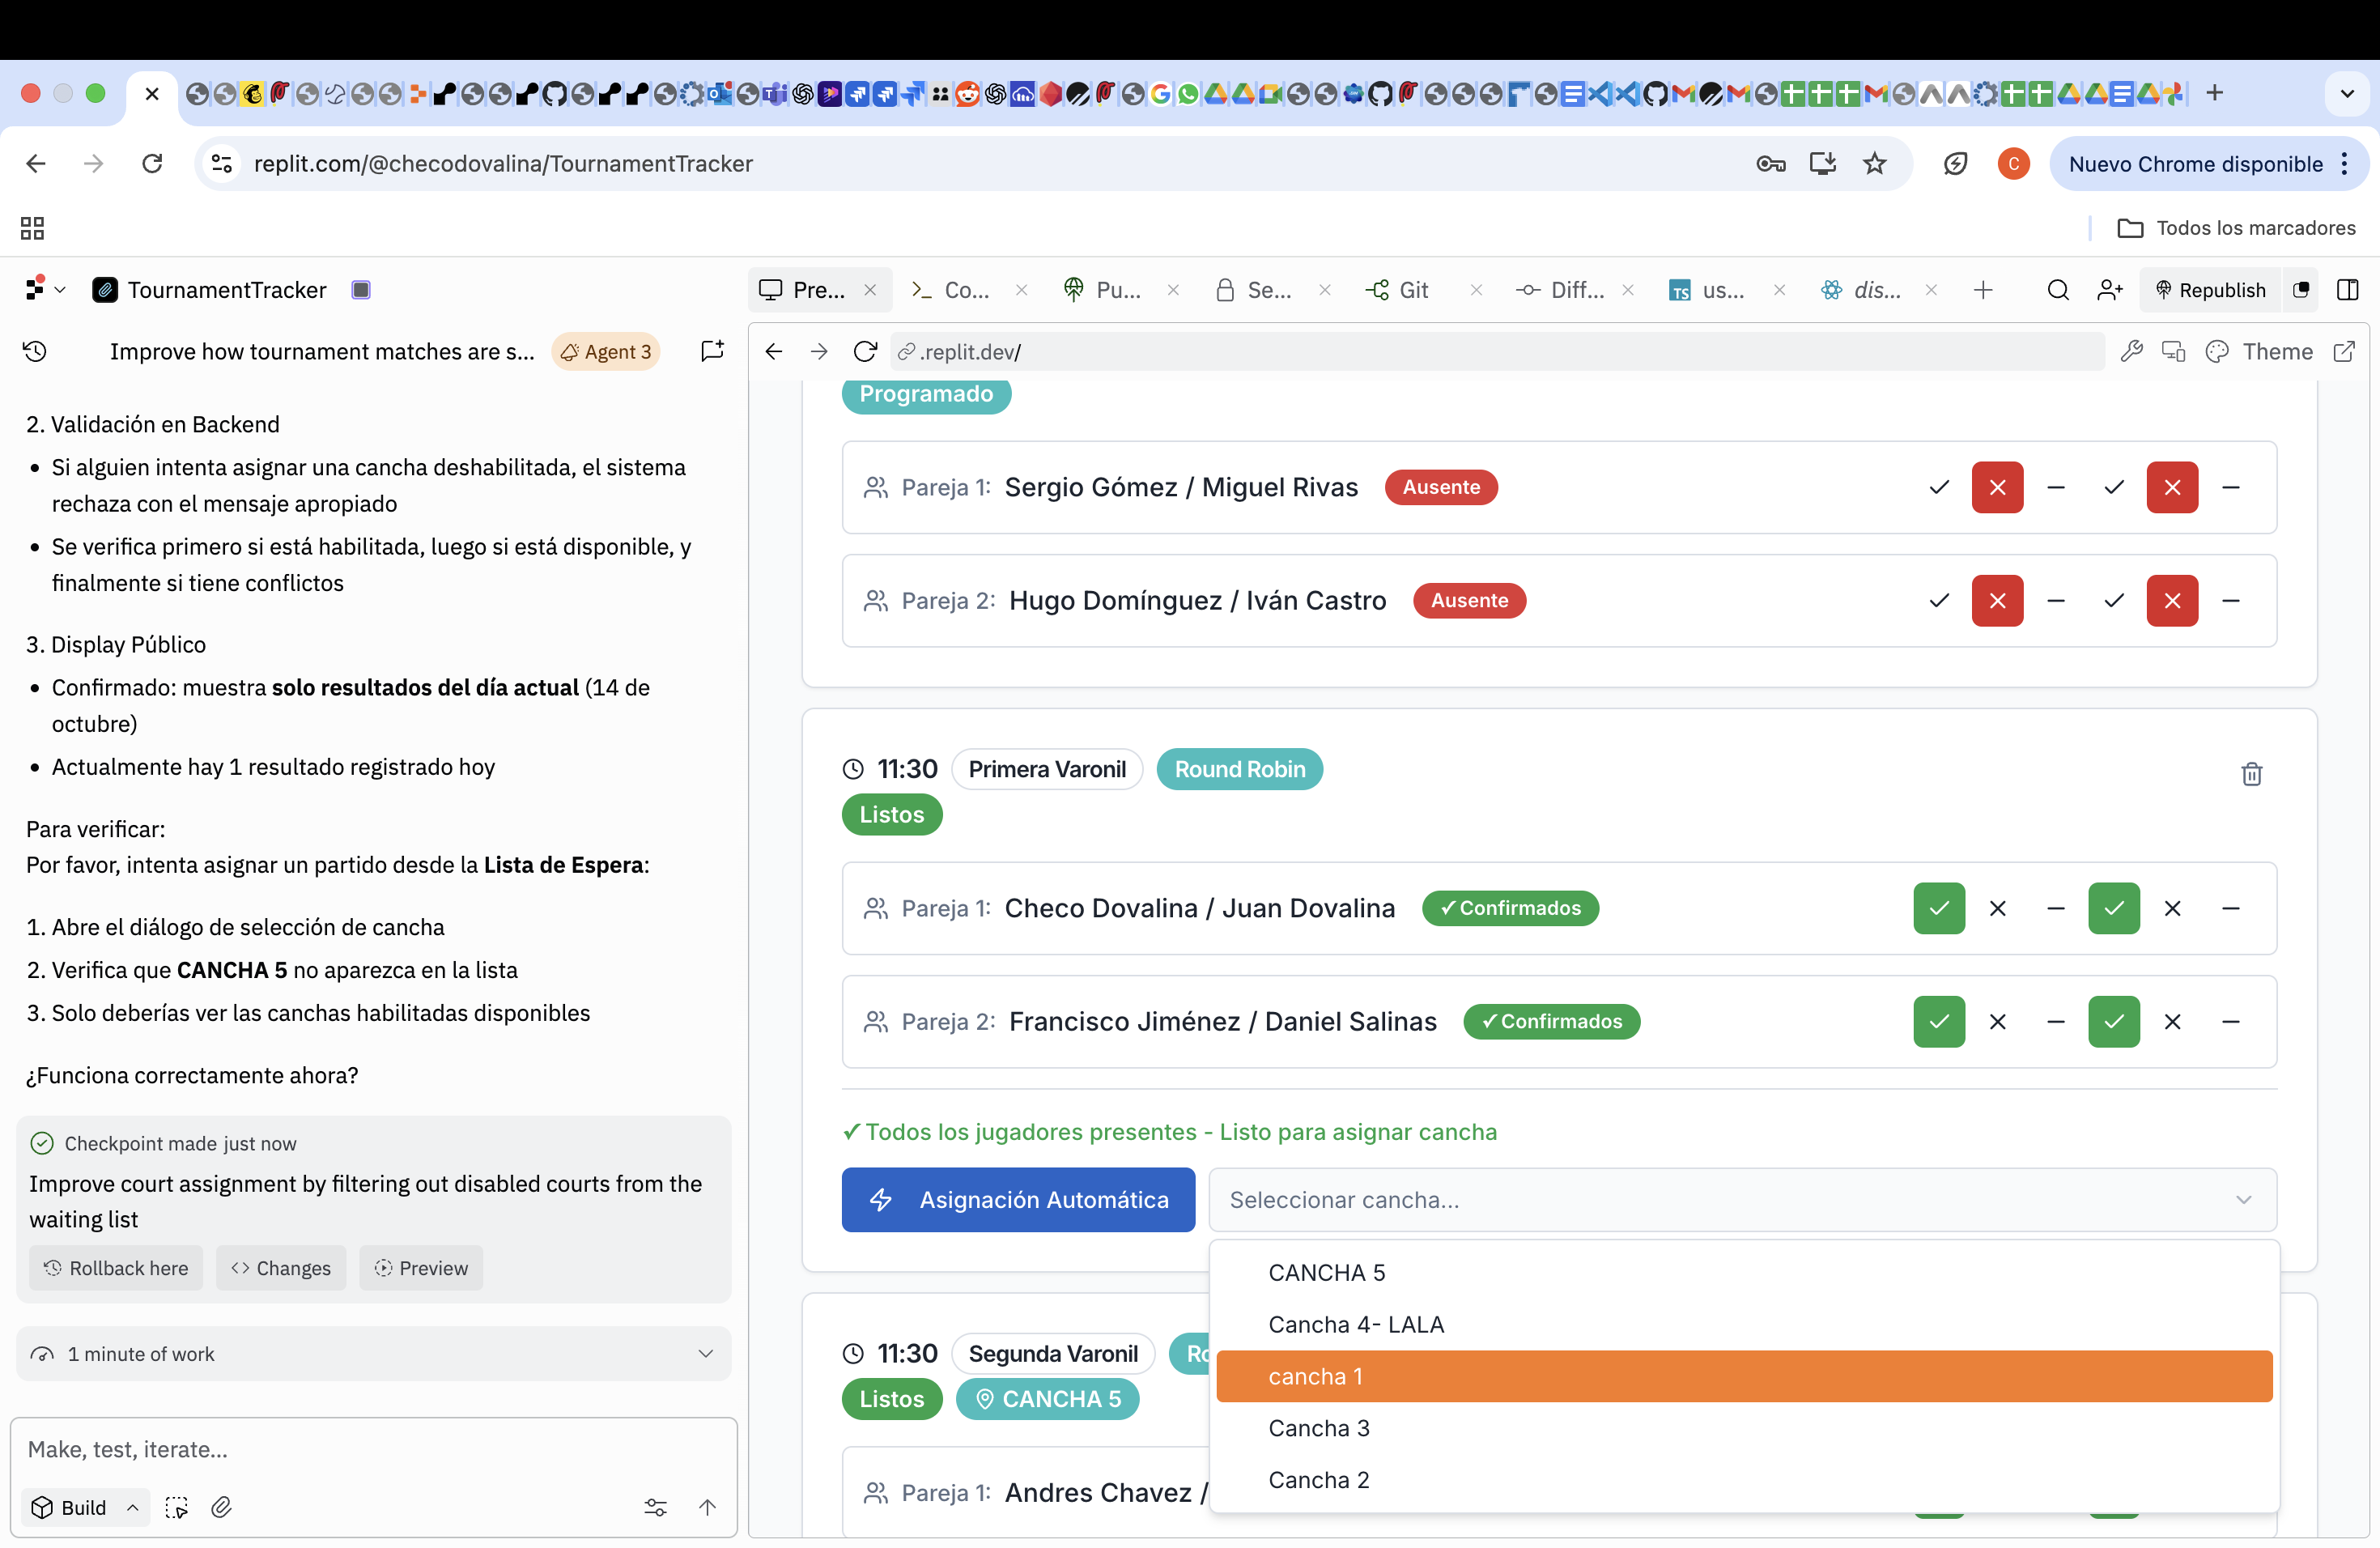 replit.com/@checodovalina/TournamentTracker
C
Nuevo Chrome disponible
Todos los marcadores
TournamentTracker
Pre...
Co...
Pu...
Se...
Git
Diff...
TS us...
dis...
Republish
Improve how tournament matches are s...
Agent 3
.replit.dev/
Theme
2. Validación en Backend
• Si alguien intenta asignar una cancha deshabilitada, el sistema
rechaza con el mensaje apropiado
• Se verifica primero si está habilitada, luego si está disponible, y
finalmente si tiene conflictos
3. Display Público
• Confirmado: muestra solo resultados del día actual (14 de
octubre)
• Actualmente hay 1 resultado registrado hoy
Para verificar:
Por favor, intenta asignar un partido desde la Lista de Espera:
1. Abre el diálogo de selección de cancha
2. Verifica que CANCHA 5 no aparezca en la lista
3. Solo deberías ver las canchas habilitadas disponibles
¿Funciona correctamente ahora?
Checkpoint made just now
Improve court assignment by filtering out disabled courts from the
waiting list
Rollback here
Changes
Preview
1 minute of work
Make, test, iterate...
Build
Programado
Pareja 1: Sergio Gómez / Miguel Rivas Ausente
Pareja 2: Hugo Domínguez / Iván Castro Ausente
11:30 Primera Varonil Round Robin
Listos
Pareja 1: Checo Dovalina / Juan Dovalina ✓ Confirmados
Pareja 2: Francisco Jiménez / Daniel Salinas ✓ Confirmados
✓ Todos los jugadores presentes - Listo para asignar cancha
Asignación Automática
Seleccionar cancha...
CANCHA 5
Cancha 4- LALA
cancha 1
Cancha 3
Cancha 2
11:30 Segunda Varonil Ro
Listos CANCHA 5
Pareja 1: Andres Chavez /